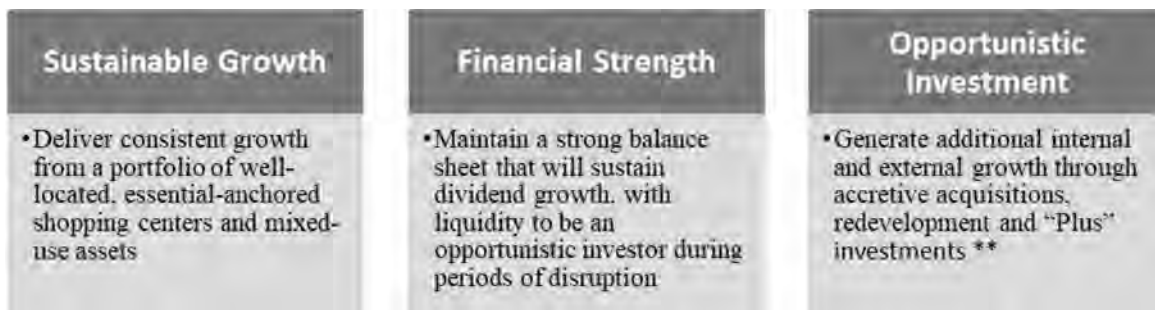 Sustainable Growth
•Deliver consistent growth
from a portfolio of well-
located, essential-anchored
shopping centers and mixed-
use assets
Financial Strength
•Maintain a strong balance
sheet that will sustain
dividend growth, with
liquidity to be an
opportunistic investor during
periods of disruption
Opportunistic
Investment
•Generate additional internal
and external growth through
accretive acquisitions,
redevelopment and “Plus”
investments **